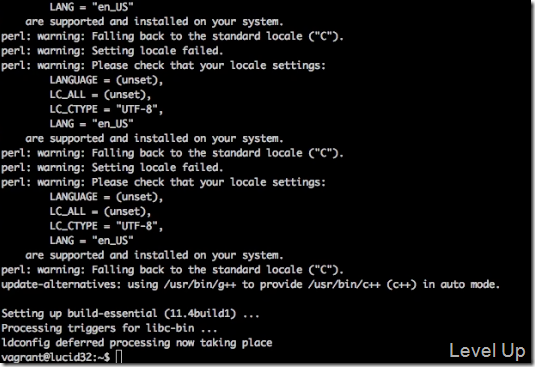 LANG = "en_US"
are supported and installed on your system.
perl: warning: Falling back to the standard locale ("C").
perl: warning: Setting locale failed.
perl: warning: Please check that your locale settings:
LANGUAGE = (unset),
LC_ALL = (unset),
LC_CTYPE = "UTF-8",
LANG = "en_US"
are supported and installed on your system.
perl: warning: Falling back to the standard locale ("C").
perl: warning: Setting locale failed.
perl: warning: Please check that your locale settings:
LANGUAGE = (unset),
LC_ALL = (unset),
LC_CTYPE = "UTF-8",
LANG = "en_US"
are supported and installed on your system.
perl: warning: Falling back to the standard locale ("C").
update-alternatives: using /usr/bin/g++ to provide /usr/bin/c++ (c++) in auto mode.
Setting up build-essential (11.4build1) ...
Processing triggers for libc-bin ...
ldconfig deferred processing now taking place
vagrant@lucid32:~$
Level Up